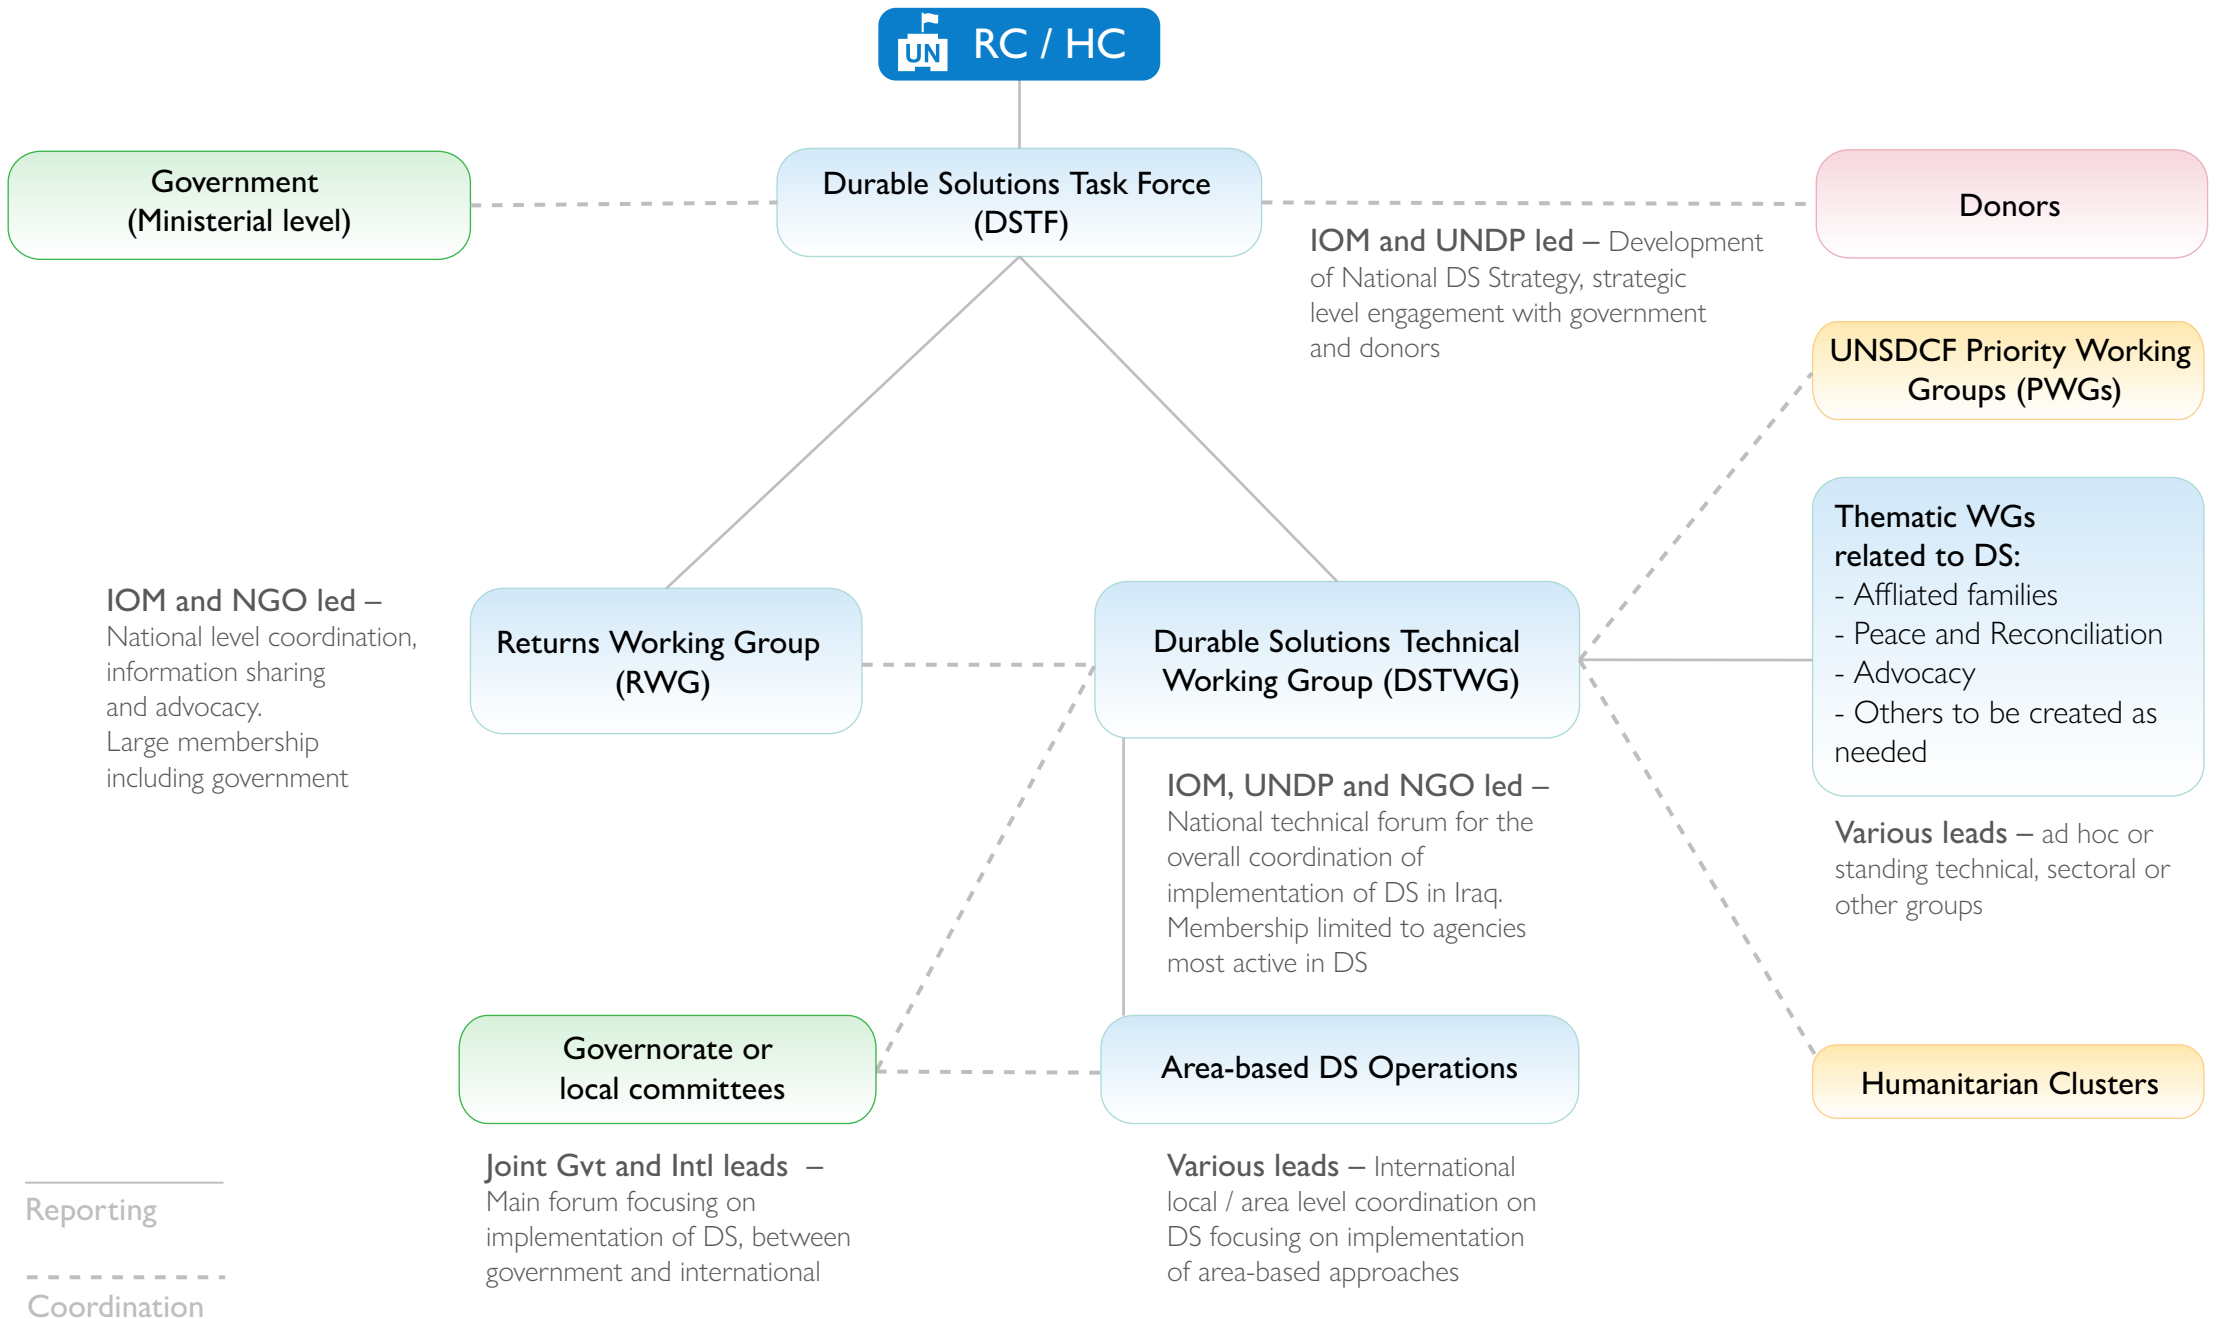 UN RC / HC
Government
(Ministerial level)
Durable Solutions Task Force
(DSTF)
Donors
IOM and UNDP led – Development
of National DS Strategy, strategic
level engagement with government
and donors
UNSDCF Priority Working
Groups (PWGs)
Thematic WGs
related to DS:
- Affliated families
- Peace and Reconciliation
- Advocacy
- Others to be created as
needed
Various leads – ad hoc or
standing technical, sectoral or
other groups
IOM and NGO led –
National level coordination,
information sharing
and advocacy.
Large membership
including government
Returns Working Group
(RWG)
Durable Solutions Technical
Working Group (DSTWG)
IOM, UNDP and NGO led –
National technical forum for the
overall coordination of
implementation of DS in Iraq.
Membership limited to agencies
most active in DS
Governorate or
local committees
Area-based DS Operations
Humanitarian Clusters
Joint Gvt and Intl leads –
Main forum focusing on
implementation of DS, between
government and international
Various leads – International
local / area level coordination on
DS focusing on implementation
of area-based approaches
Reporting
Coordination